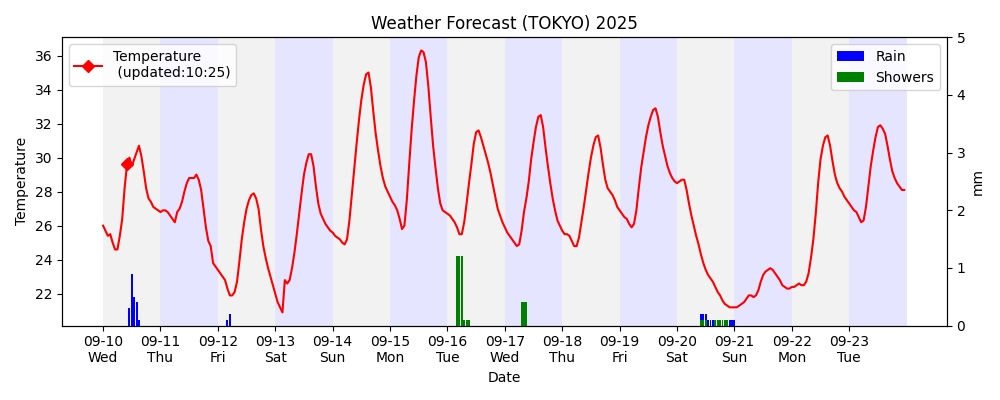 Weather Forecast (TOKYO) 2025
Temperature
(updated:10:25)
Rain
Showers
Temperature
36
34
32
30
28
26
24
22
5
4
3
2
1
0
mm
09-10 09-11 09-12 09-13 09-14 09-15 09-16 09-17 09-18 09-19 09-20 09-21 09-22 09-23
Wed Thu Fri Sat Sun Mon Tue Wed Thu Fri Sat Sun Mon Tue
Date